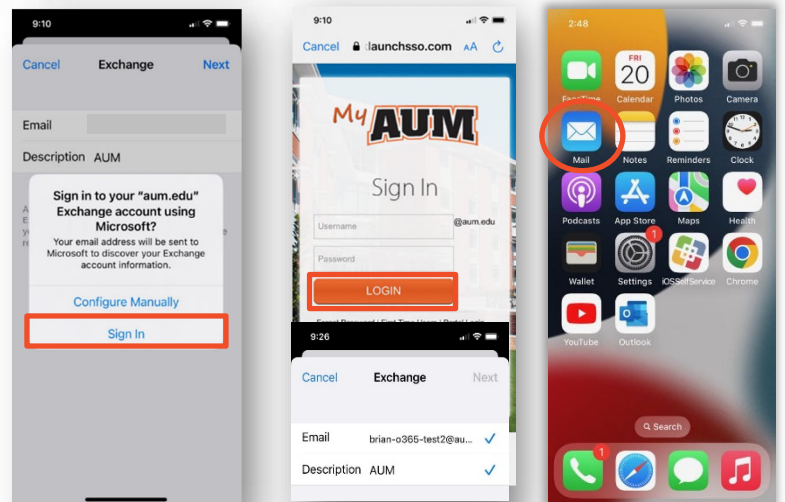 9:10
Cancel Exchange Next
Email
Description AUM
Sign in to your "aum.edu"
Exchange account using
Microsoft?
Your email address will be sent to
Microsoft to discover your Exchange
account information.
Configure Manually
Sign In
9:10
Cancel launchsso.com AA
My AUM
Sign In
Username @aum.edu
Password
LOGIN
9:26
Cancel Exchange Next
Email brian-o365-test2@au...
Description AUM
2:48
FRI
20
FaceTime Calendar Photos Camera
Mail Notes Reminders Clock
Podcasts App Store Maps Health
1
Wallet Settings iOSSelfService Chrome
YouTube Outlook
Search
1